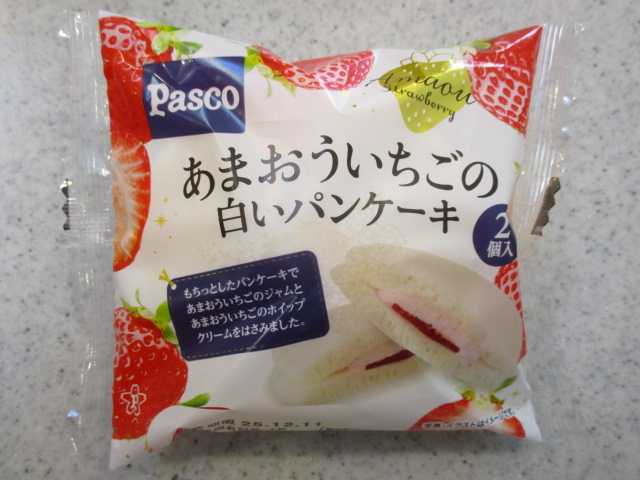 Pasco
Amaou
Strawberry
あまおういちごの
白いパンケーキ
2
個入
もちっとしたパンケーキで
あまおういちごのジャムと
あまおういちごのホイップ
クリームをはさみました。
25.12.11